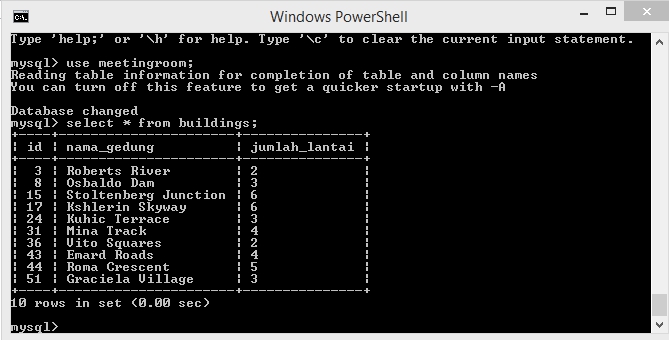 Windows PowerShell
Type 'help;' or '\h' for help. Type '\c' to clear the current input statement.
mysql> use meetingroom;
Reading table information for completion of table and column names
You can turn off this feature to get a quicker startup with -A
Database changed
mysql> select * from buildings;
+----+----------------------+---------------+
| id | nama_gedung          | jumlah_lantai |
+----+----------------------+---------------+
|  3 | Roberts River        | 2             |
|  8 | Osbaldo Dam          | 3             |
| 15 | Stoltenberg Junction | 6             |
| 17 | Kshlerin Skyway      | 6             |
| 24 | Kuhic Terrace        | 3             |
| 31 | Mina Track           | 4             |
| 36 | Vito Squares         | 2             |
| 43 | Emard Roads          | 4             |
| 44 | Roma Crescent        | 5             |
| 51 | Graciela Village     | 3             |
+----+----------------------+---------------+
10 rows in set (0.00 sec)
mysql>